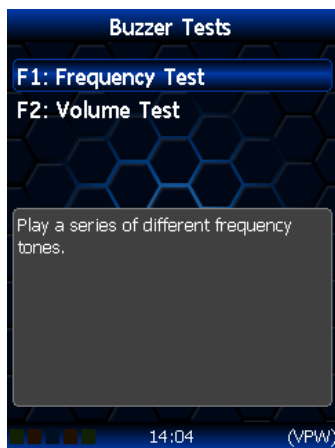 Buzzer Tests
F1: Frequency Test
F2: Volume Test
Play a series of different frequency
tones.
14:04 (VPW)